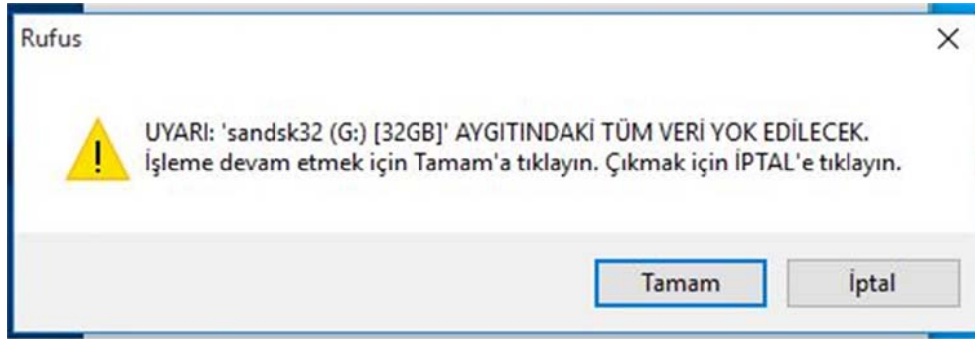 Rufus
UYARI: 'sandsk32 (G:) [32GB]' AYGITINDAKİ TÜM VERİ YOK EDİLECEK.
İşleme devam etmek için Tamam'a tıklayın. Çıkmak için İPTAL'e tıklayın.
Tamam
İptal